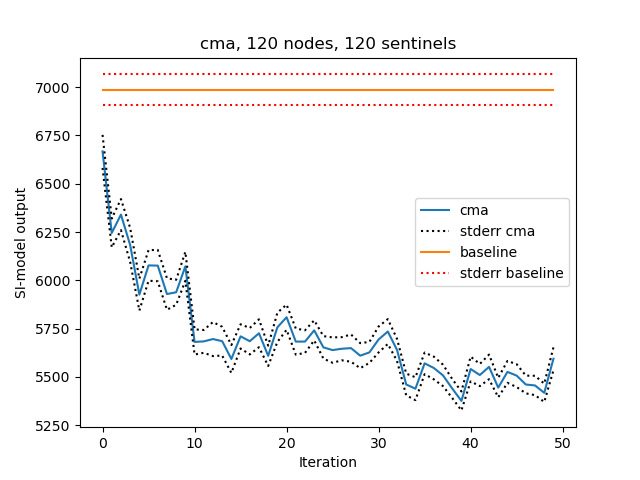 cma, 120 nodes, 120 sentinels
7000
6750
6500
6250
6000
5750
5500
5250
SI-model output
cma
stderr cma
baseline
stderr baseline
0
10
20
30
40
50
Iteration